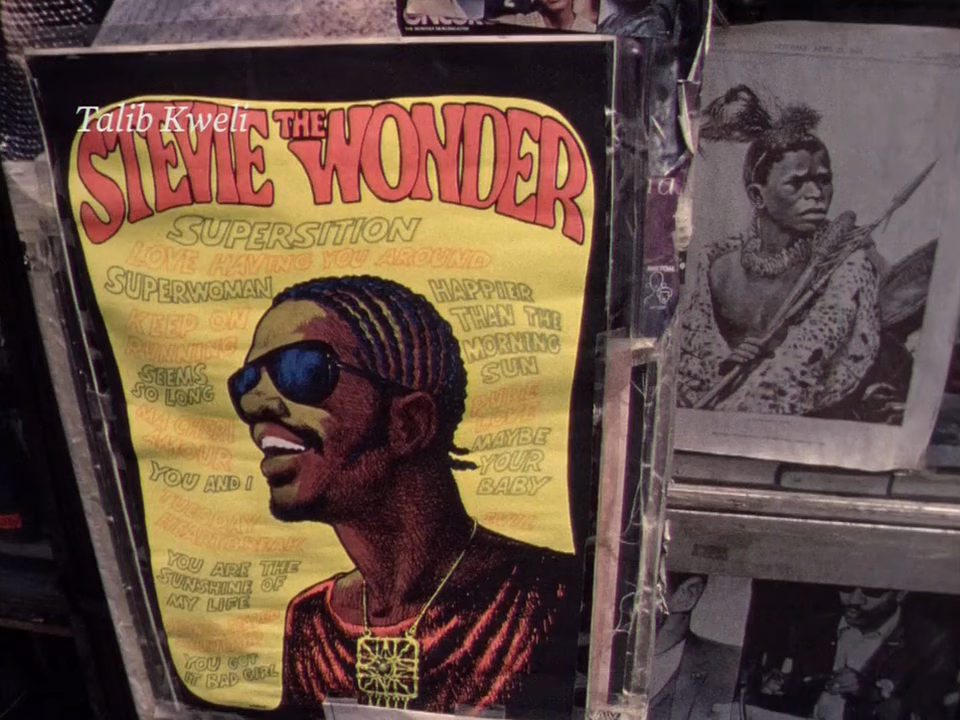 Talib Kweli
STEVIE THE WONDER
SUPERSITION
LOVE HAVING YOU AROUND
SUPERWOMAN
KEEP ON
RUNNING
SEEMS
SO LONG
YOU AND I
HEARTBREAK
YOU ARE THE
SUNSHINE OF
MY LIFE
YOU GOT
IT BAD GIRL
HAPPIER
THAN THE
MORNING
SUN
MAYBE
YOUR
BABY